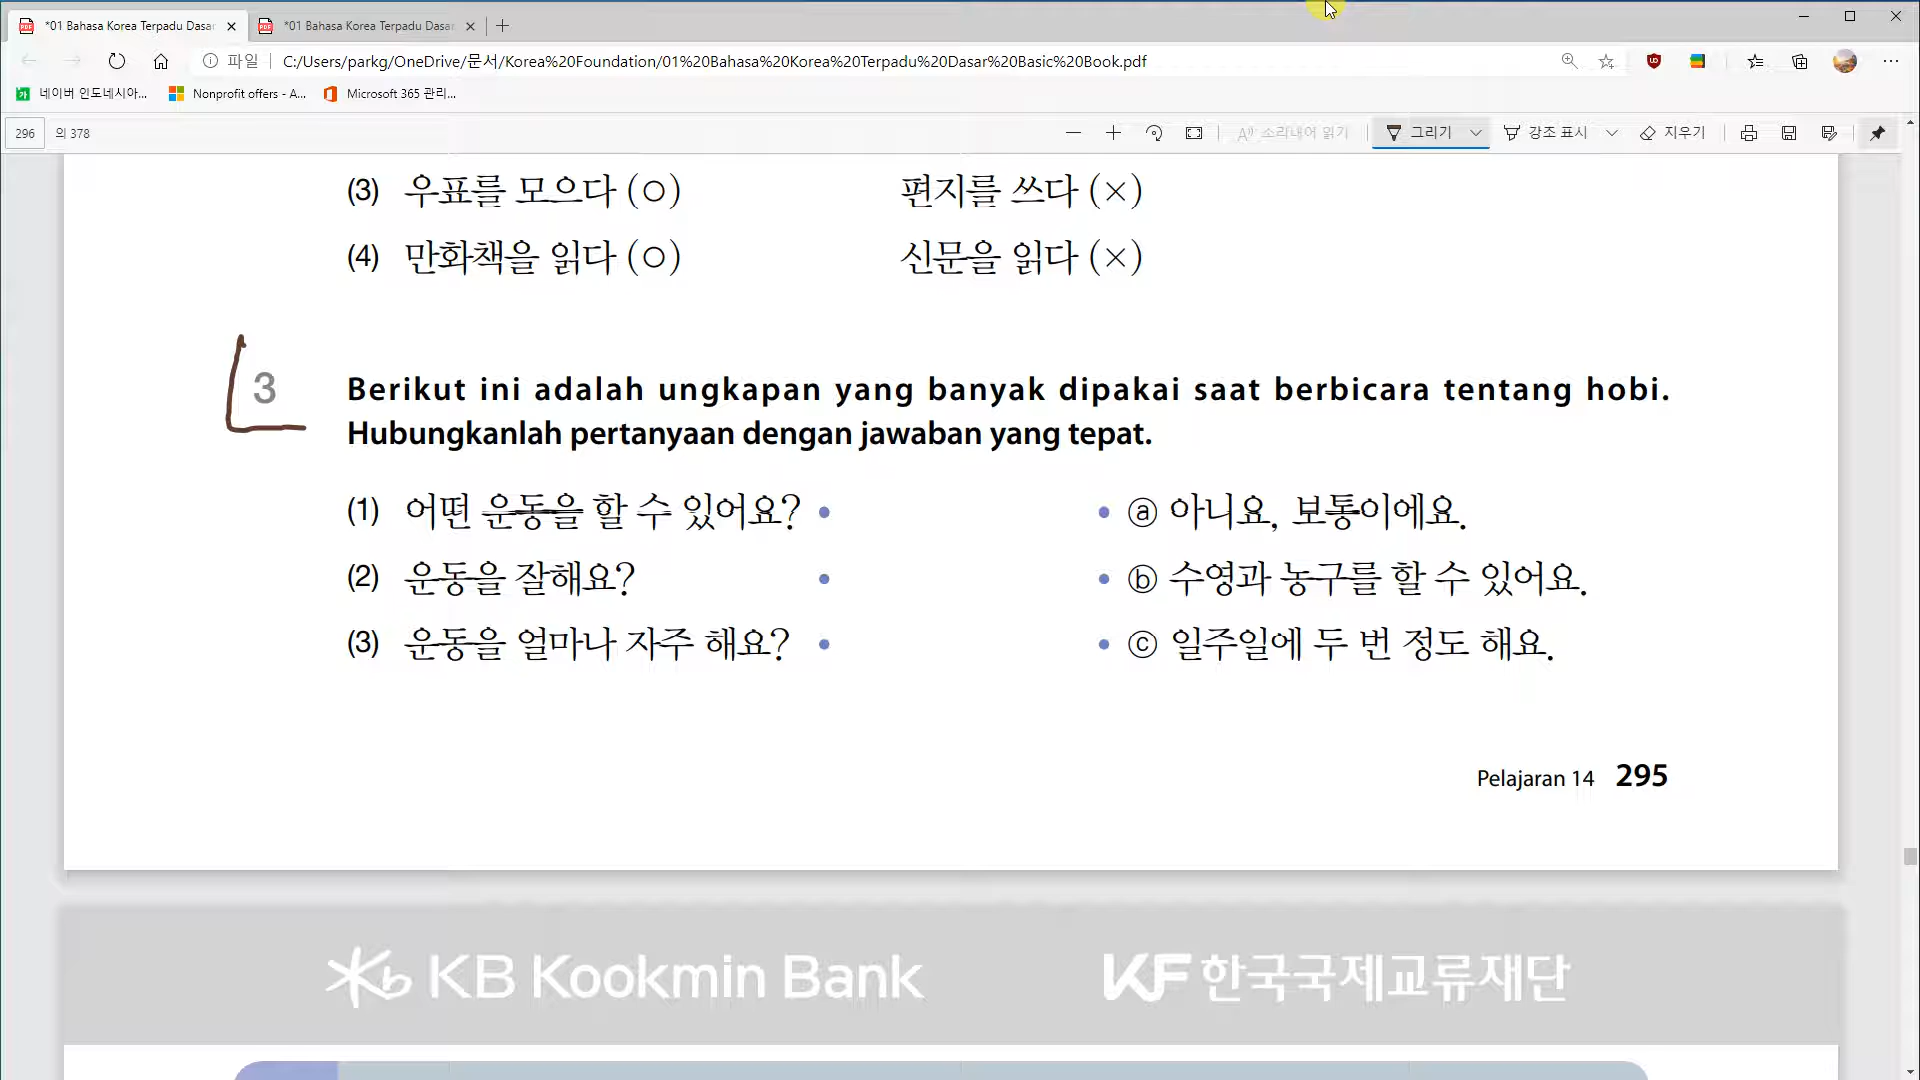 *01 Bahasa Korea Terpadu Dasar
*01 Bahasa Korea Terpadu Dasar
파일 C:/Users/parkg/OneDrive/문서/Korea%20Foundation/01%20Bahasa%20Korea%20Terpadu%20Dasar%20Basic%20Book.pdf
네이버 인도네시아... Nonprofit offers - A... Microsoft 365 관리...
296 의 378 소리내어 읽기 그리기 강조 표시 지우기
(3) 우표를 모으다 (○) 편지를 쓰다 (×)
(4) 만화책을 읽다 (○) 신문을 읽다 (×)
3 Berikut ini adalah ungkapan yang banyak dipakai saat berbicara tentang hobi.
Hubungkanlah pertanyaan dengan jawaban yang tepat.
(1) 어떤 운동을 할 수 있어요? • • ⓐ 아니요, 보통이에요.
(2) 운동을 잘해요? • • ⓑ 수영과 농구를 할 수 있어요.
(3) 운동을 얼마나 자주 해요? • • ⓒ 일주일에 두 번 정도 해요.
Pelajaran 14 295
KB Kookmin Bank KF 한국국제교류재단